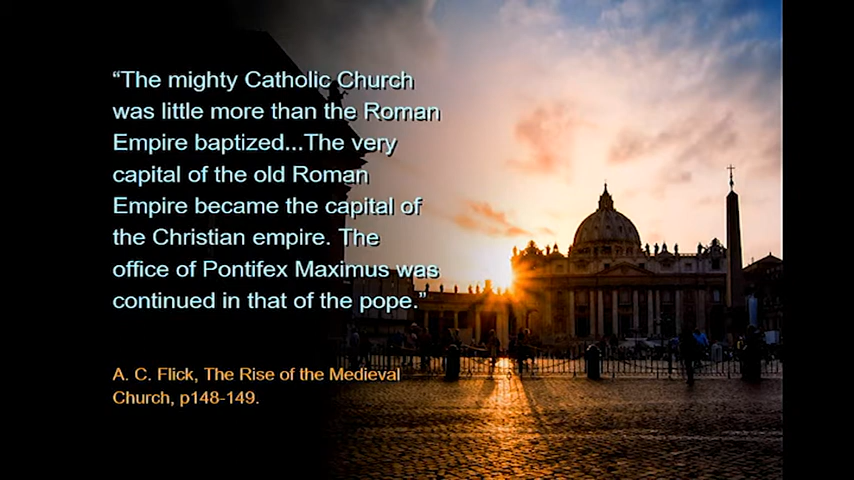 “The mighty Catholic Church
was little more than the Roman
Empire baptized...The very
capital of the old Roman
Empire became the capital of
the Christian empire. The
office of Pontifex Maximus was
continued in that of the pope.”
A. C. Flick, The Rise of the Medieval
Church, p148-149.